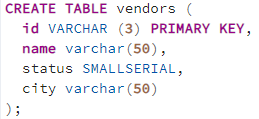 CREATE TABLE vendors (
id VARCHAR (3) PRIMARY KEY,
name varchar(50),
status SMALLSERIAL,
city varchar(50)
);